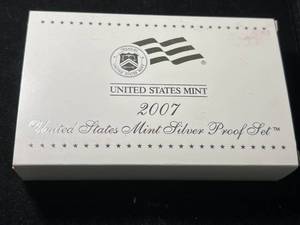 UNITED STATES MINT
2007
United States Mint Silver Proof Set™